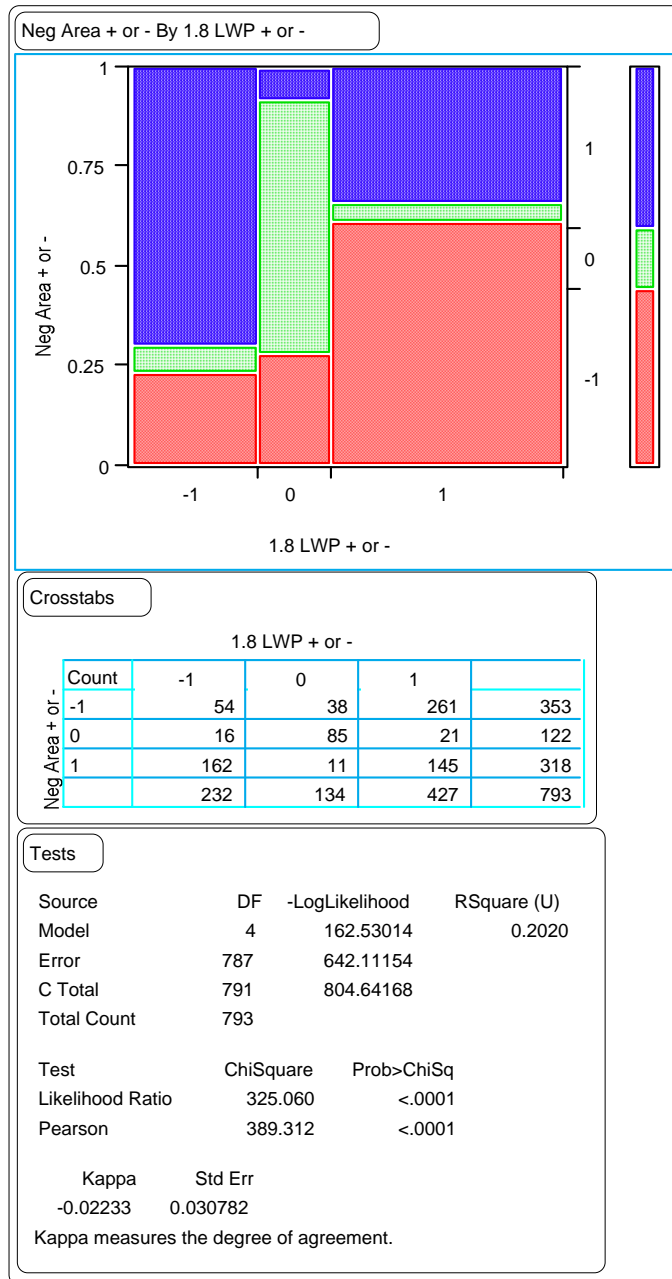 Neg Area + or - By 1.8 LWP + or -
1
0.75
0.5
0.25
0
Neg Area + or -
1
0
-1
-1 0 1
1.8 LWP + or -
Crosstabs
1.8 LWP + or -
Neg Area + or -
Count -1 0 1
-1 54 38 261 353
0 16 85 21 122
1 162 11 145 318
232 134 427 793
Tests
Source DF -LogLikelihood RSquare (U)
Model 4 162.53014 0.2020
Error 787 642.11154
C Total 791 804.64168
Total Count 793
Test ChiSquare Prob>ChiSq
Likelihood Ratio 325.060 <.0001
Pearson 389.312 <.0001
Kappa Std Err
-0.02233 0.030782
Kappa measures the degree of agreement.